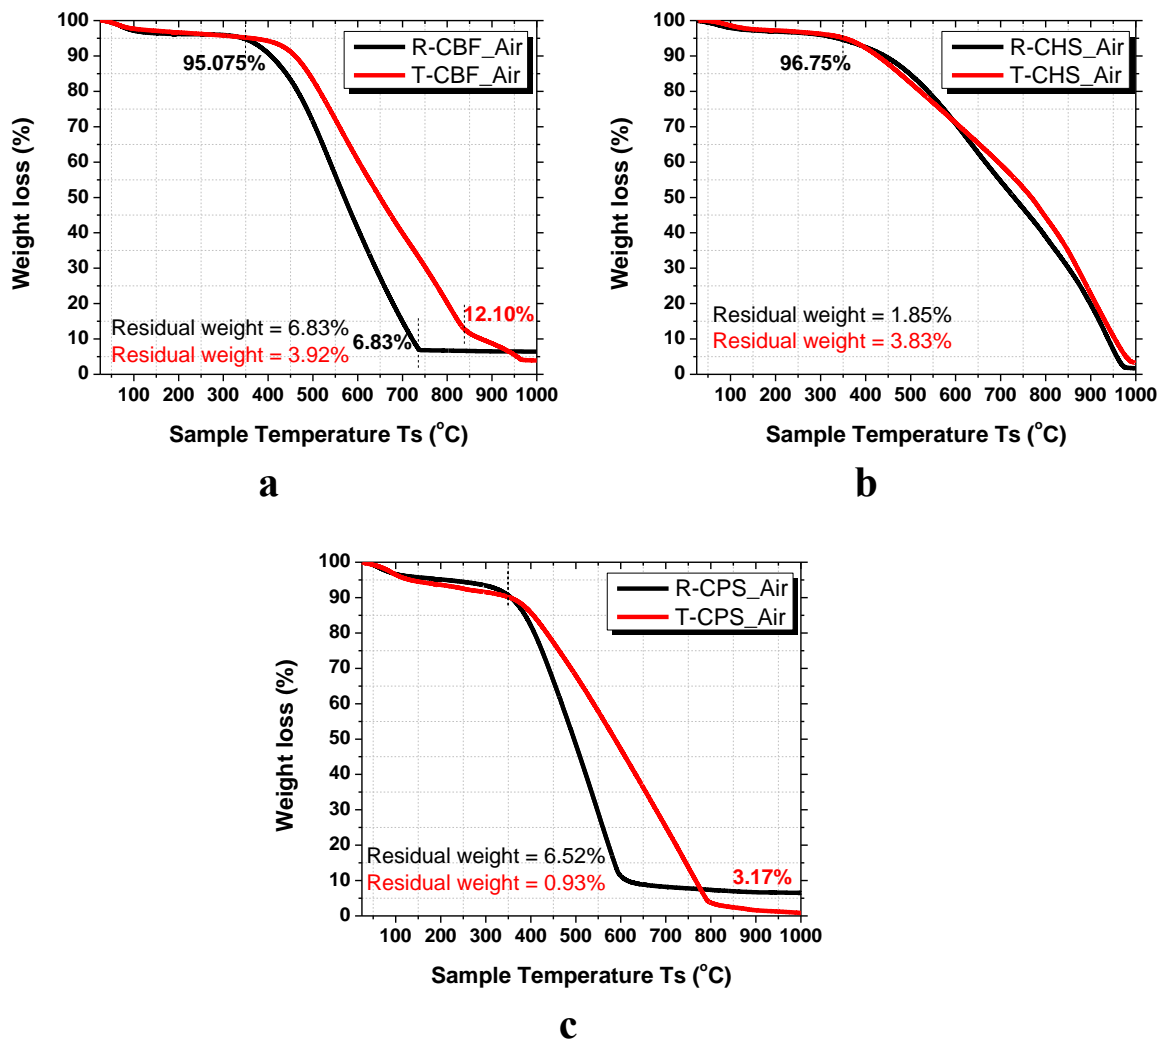 100
90
80
70
60
50
40
30
20
10
0
Weight loss (%)
R-CBF_Air
T-CBF_Air
95.075%
12.10%
6.83%
Residual weight = 6.83%
Residual weight = 3.92%
100 200 300 400 500 600 700 800 900 1000
Sample Temperature Ts (°C)
a
100
90
80
70
60
50
40
30
20
10
0
Weight loss (%)
R-CHS_Air
T-CHS_Air
96.75%
Residual weight = 1.85%
Residual weight = 3.83%
100 200 300 400 500 600 700 800 900 1000
Sample Temperature Ts (°C)
b
100
90
80
70
60
50
40
30
20
10
0
Weight loss (%)
R-CPS_Air
T-CPS_Air
Residual weight = 6.52%
Residual weight = 0.93%
3.17%
100 200 300 400 500 600 700 800 900 1000
Sample Temperature Ts (°C)
c